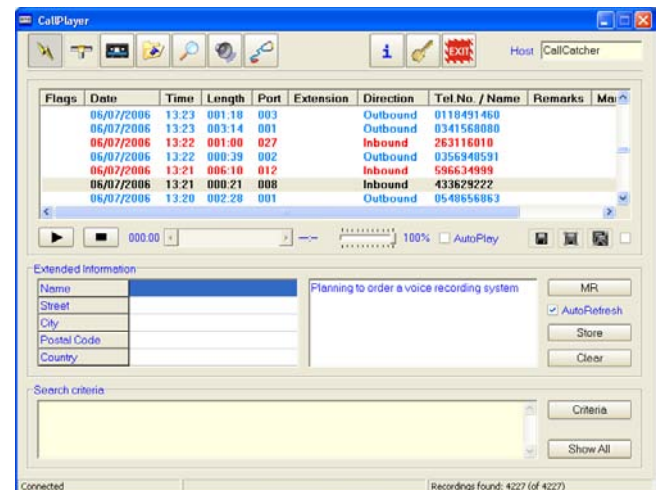 CallPlayer
i EXIT Host CallCatcher
Flags Date Time Length Port Extension Direction Tel.No. / Name Remarks Ma
06/07/2006 13:23 001:18 003 Outbound 0118491460
06/07/2006 13:23 003:14 001 Outbound 0341568080
06/07/2006 13:22 001:00 027 Inbound 263116010
06/07/2006 13:22 000:39 002 Outbound 0356940591
06/07/2006 13:21 006:10 012 Inbound 596634999
06/07/2006 13:21 000:21 008 Inbound 433629222
06/07/2006 13:20 002:28 001 Outbound 0548656863
000:00 --:-- 100% AutoPlay
Extended Information
Name
Street
City
Postal Code
Country
Planning to order a voice recording system
MR
AutoRefresh
Store
Clear
Search criteria
Criteria
Show All
Connected Recordings found: 4227 (of 4227)